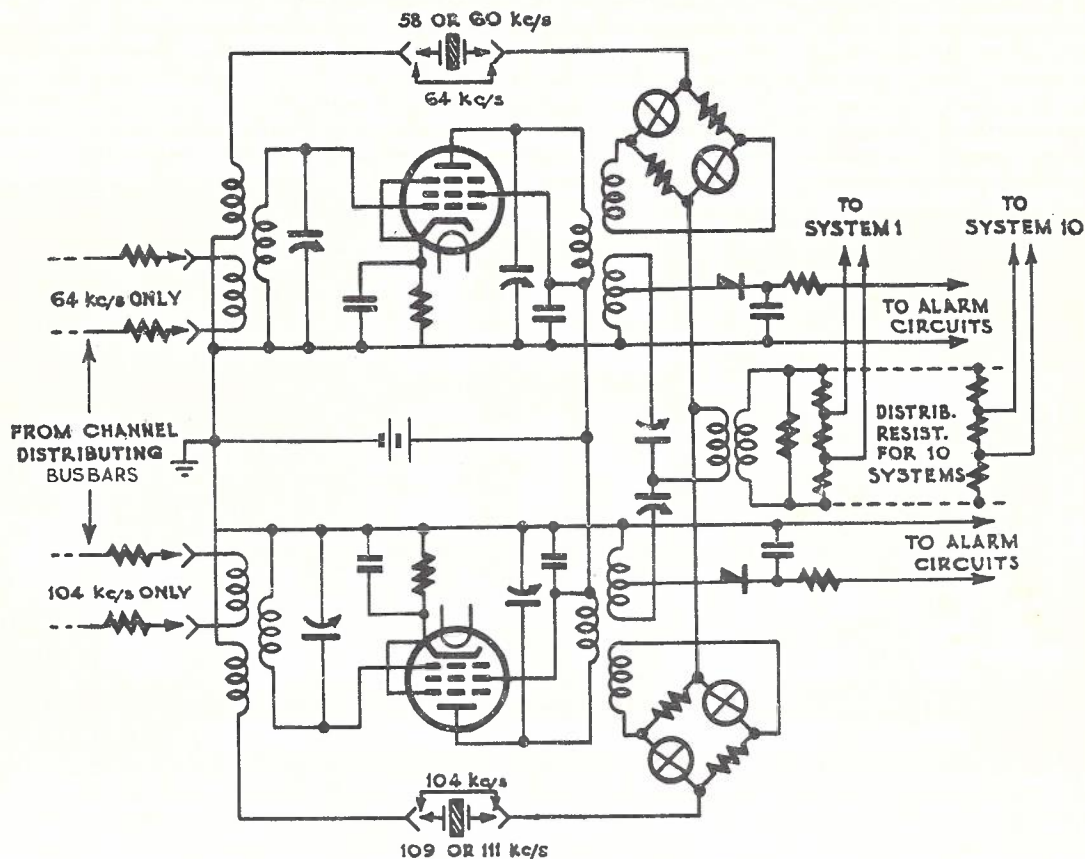 58 OR 60 kc/s
64 kc/s
TO
SYSTEM 1
TO
SYSTEM 10
64 kc/s ONLY
TO ALARM
CIRCUITS
FROM CHANNEL
DISTRIBUTING
BUSBARS
DISTRIB.
RESIST.
FOR 10
SYSTEMS
TO ALARM
CIRCUITS
104 kc/s ONLY
104 kc/s
109 OR 111 kc/s